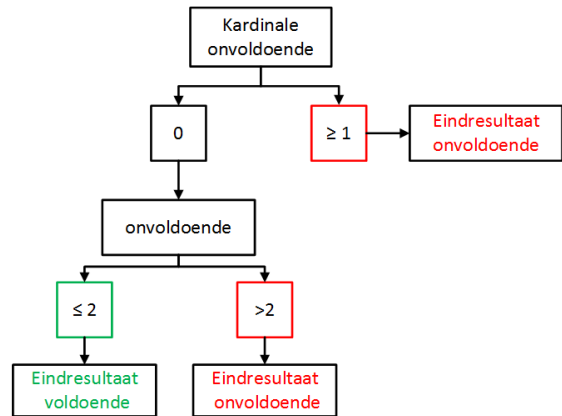 Kardinale
onvoldoende
0
≥ 1
Eindresultaat
onvoldoende
onvoldoende
≤ 2
>2
Eindresultaat
voldoende
Eindresultaat
onvoldoende